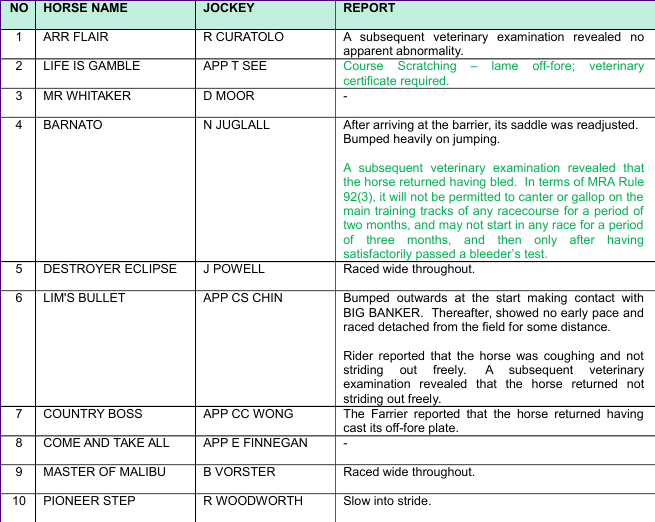 NO HORSE NAME JOCKEY REPORT
1 ARR FLAIR R CURATOLO A subsequent veterinary examination revealed no
apparent abnormality.
2 LIFE IS GAMBLE APP T SEE Course Scratching – lame off-fore; veterinary
certificate required.
3 MR WHITAKER D MOOR -
4 BARNATO N JUGLALL After arriving at the barrier, its saddle was readjusted.
Bumped heavily on jumping.
A subsequent veterinary examination revealed that
the horse returned having bled. In terms of MRA Rule
92(3), it will not be permitted to canter or gallop on the
main training tracks of any racecourse for a period of
two months, and may not start in any race for a period
of three months, and then only after having
satisfactorily passed a bleeder's test.
5 DESTROYER ECLIPSE J POWELL Raced wide throughout.
6 LIM'S BULLET APP CS CHIN Bumped outwards at the start making contact with
BIG BANKER. Thereafter, showed no early pace and
raced detached from the field for some distance.
Rider reported that the horse was coughing and not
striding out freely. A subsequent veterinary
examination revealed that the horse returned not
striding out freely.
7 COUNTRY BOSS APP CC WONG The Farrier reported that the horse returned having
cast its off-fore plate.
8 COME AND TAKE ALL APP E FINNEGAN -
9 MASTER OF MALIBU B VORSTER Raced wide throughout.
10 PIONEER STEP R WOODWORTH Slow into stride.